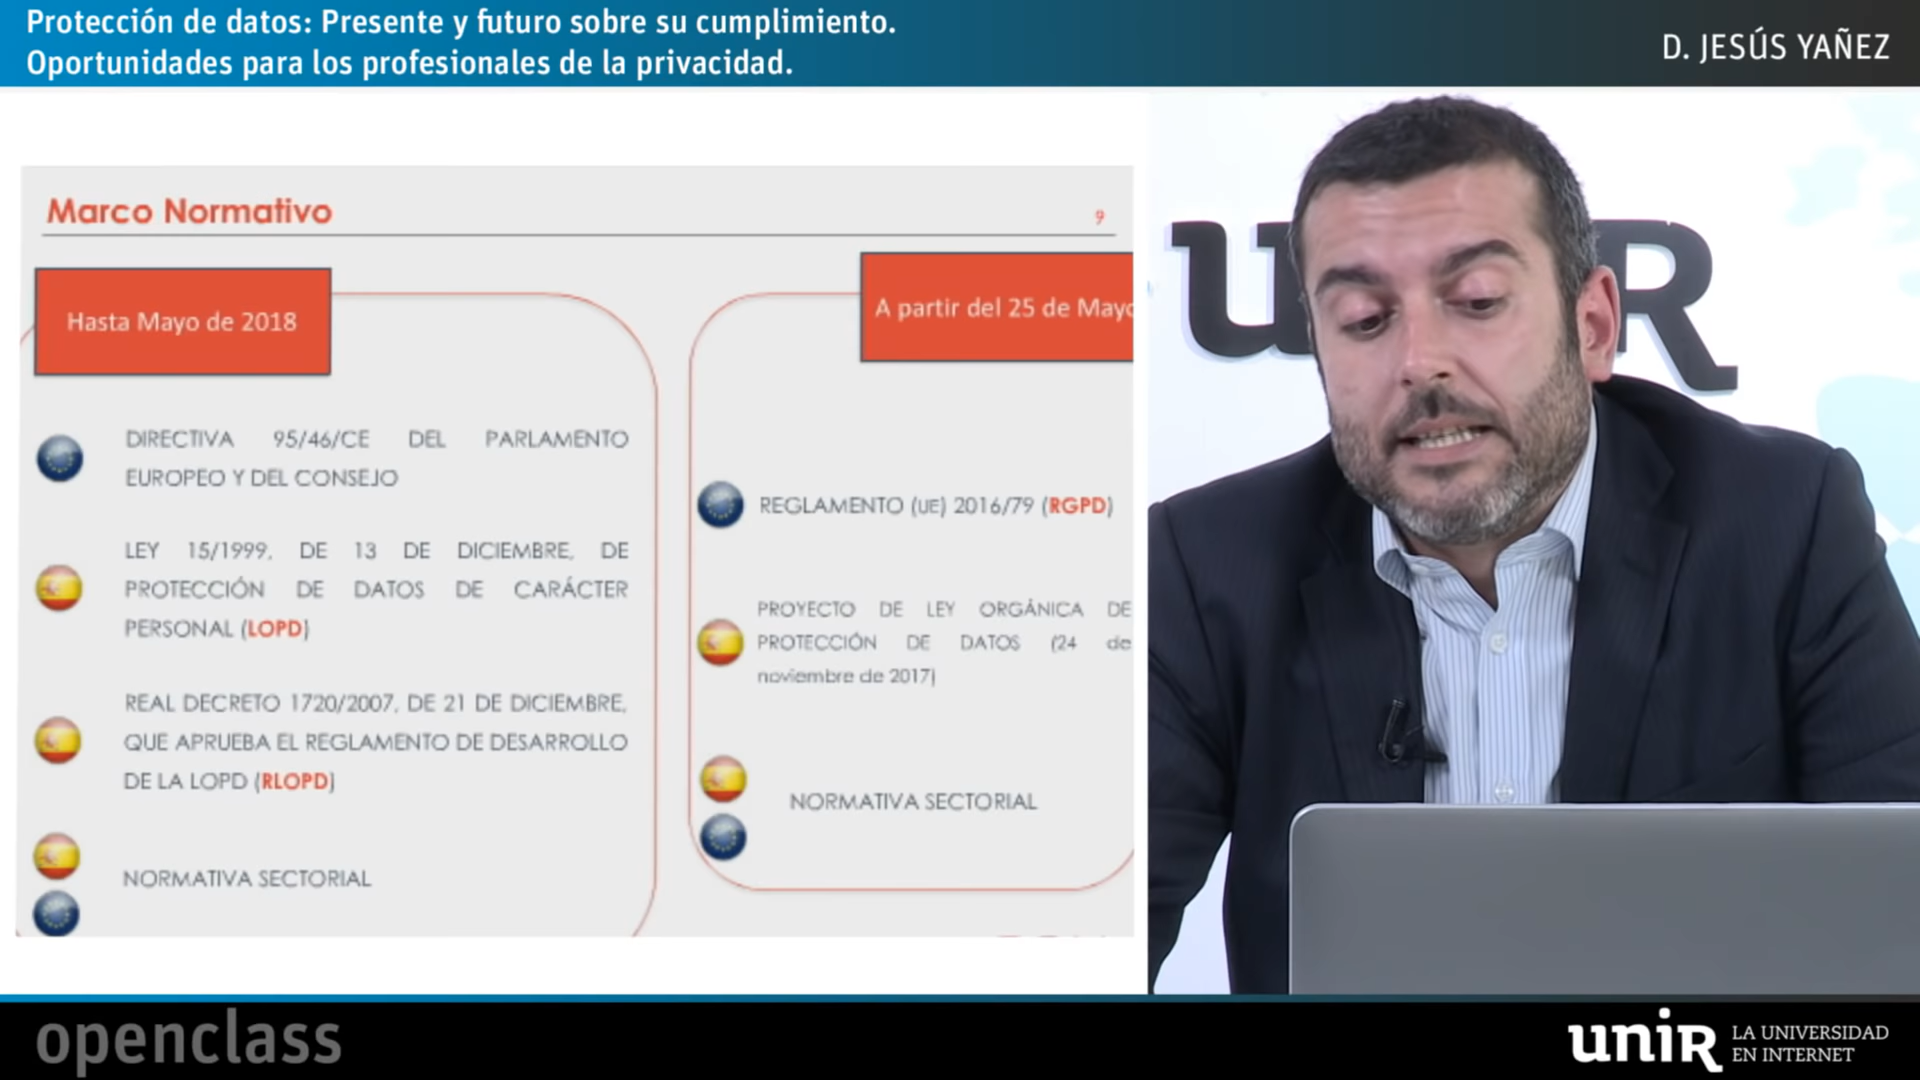 Protección de datos: Presente y futuro sobre su cumplimiento.
Oportunidades para los profesionales de la privacidad.
D. JESÚS YAÑEZ
Marco Normativo
9
Hasta Mayo de 2018
DIRECTIVA 95/46/CE DEL PARLAMENTO
EUROPEO Y DEL CONSEJO
LEY 15/1999, DE 13 DE DICIEMBRE, DE
PROTECCIÓN DE DATOS DE CARÁCTER
PERSONAL (LOPD)
REAL DECRETO 1720/2007, DE 21 DE DICIEMBRE,
QUE APRUEBA EL REGLAMENTO DE DESARROLLO
DE LA LOPD (RLOPD)
NORMATIVA SECTORIAL
A partir del 25 de Mayo
REGLAMENTO (UE) 2016/79 (RGPD)
PROYECTO DE LEY ORGÁNICA DE
PROTECCIÓN DE DATOS (24 de
noviembre de 2017)
NORMATIVA SECTORIAL
uniR
openclass
uniR
LA UNIVERSIDAD
EN INTERNET